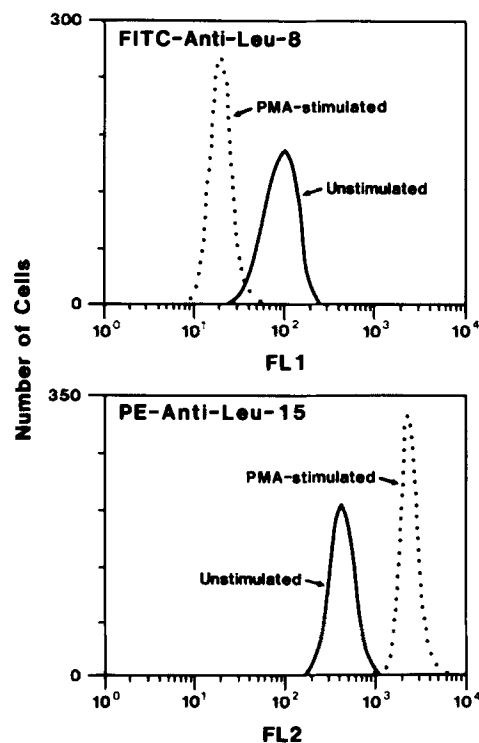 300
FITC-Anti-Leu-8
PMA-stimulated
Unstimulated
0
10⁰ 10¹ 10² 10³ 10⁴
FL1
Number of Cells
350
PE-Anti-Leu-15
PMA-stimulated
Unstimulated
0
10⁰ 10¹ 10² 10³ 10⁴
FL2